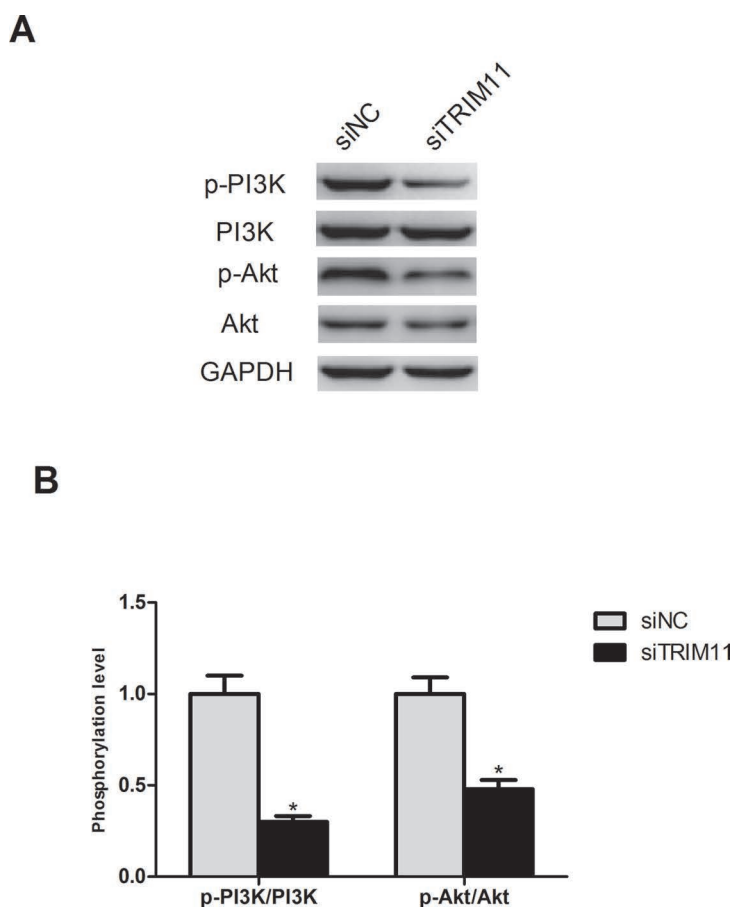 A
siNC siTRIM11
p-PI3K
PI3K
p-Akt
Akt
GAPDH
B
Phosphorylation level
1.5
1.0
0.5
0.0
* *
p-PI3K/PI3K p-Akt/Akt
siNC
siTRIM11